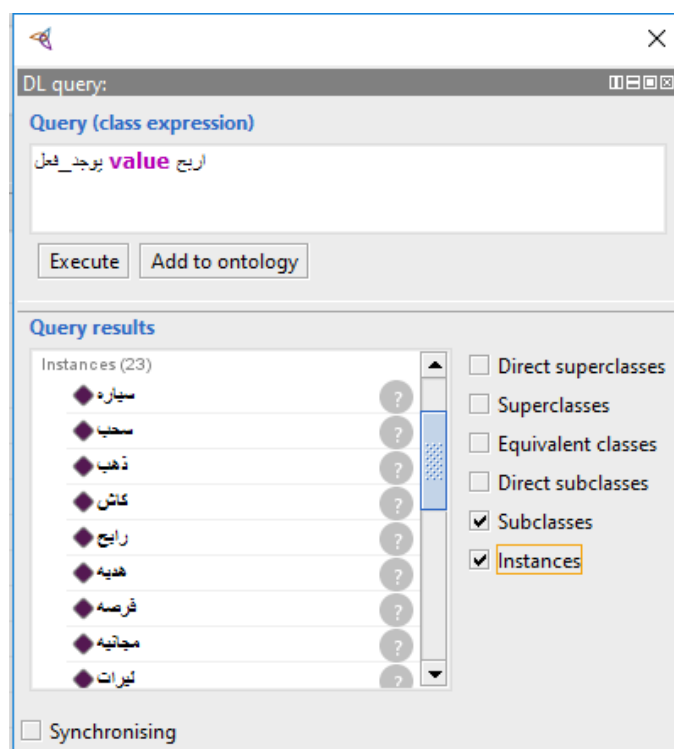 DL query:
Query (class expression)
يوجد_فعل value اربح
Execute
Add to ontology
Query results
Instances (23)
سياره
سحب
ذهب
كاش
رابح
هديه
فرصه
مجانيه
ليرات
Direct superclasses
Superclasses
Equivalent classes
Direct subclasses
Subclasses
Instances
Synchronising